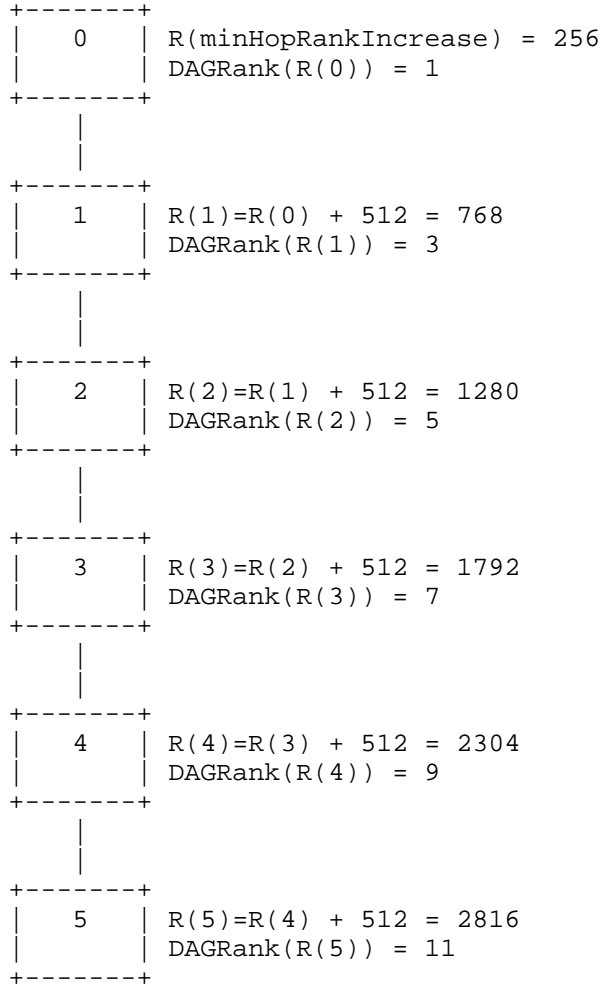 0 R(minHopRankIncrease) = 256
DAGRank(R(0)) = 1
1 R(1)=R(0) + 512 = 768
DAGRank(R(1)) = 3
2 R(2)=R(1) + 512 = 1280
DAGRank(R(2)) = 5
3 R(3)=R(2) + 512 = 1792
DAGRank(R(3)) = 7
4 R(4)=R(3) + 512 = 2304
DAGRank(R(4)) = 9
5 R(5)=R(4) + 512 = 2816
DAGRank(R(5)) = 11